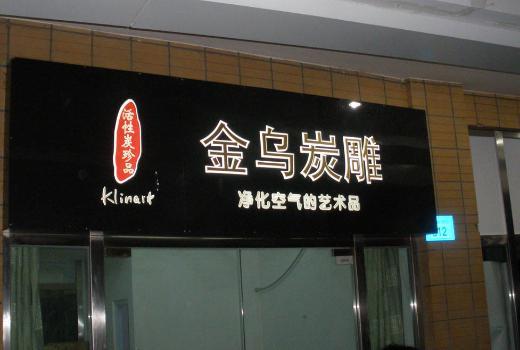 活性炭珍品
Klinart
金乌炭雕
净化空气的艺术品